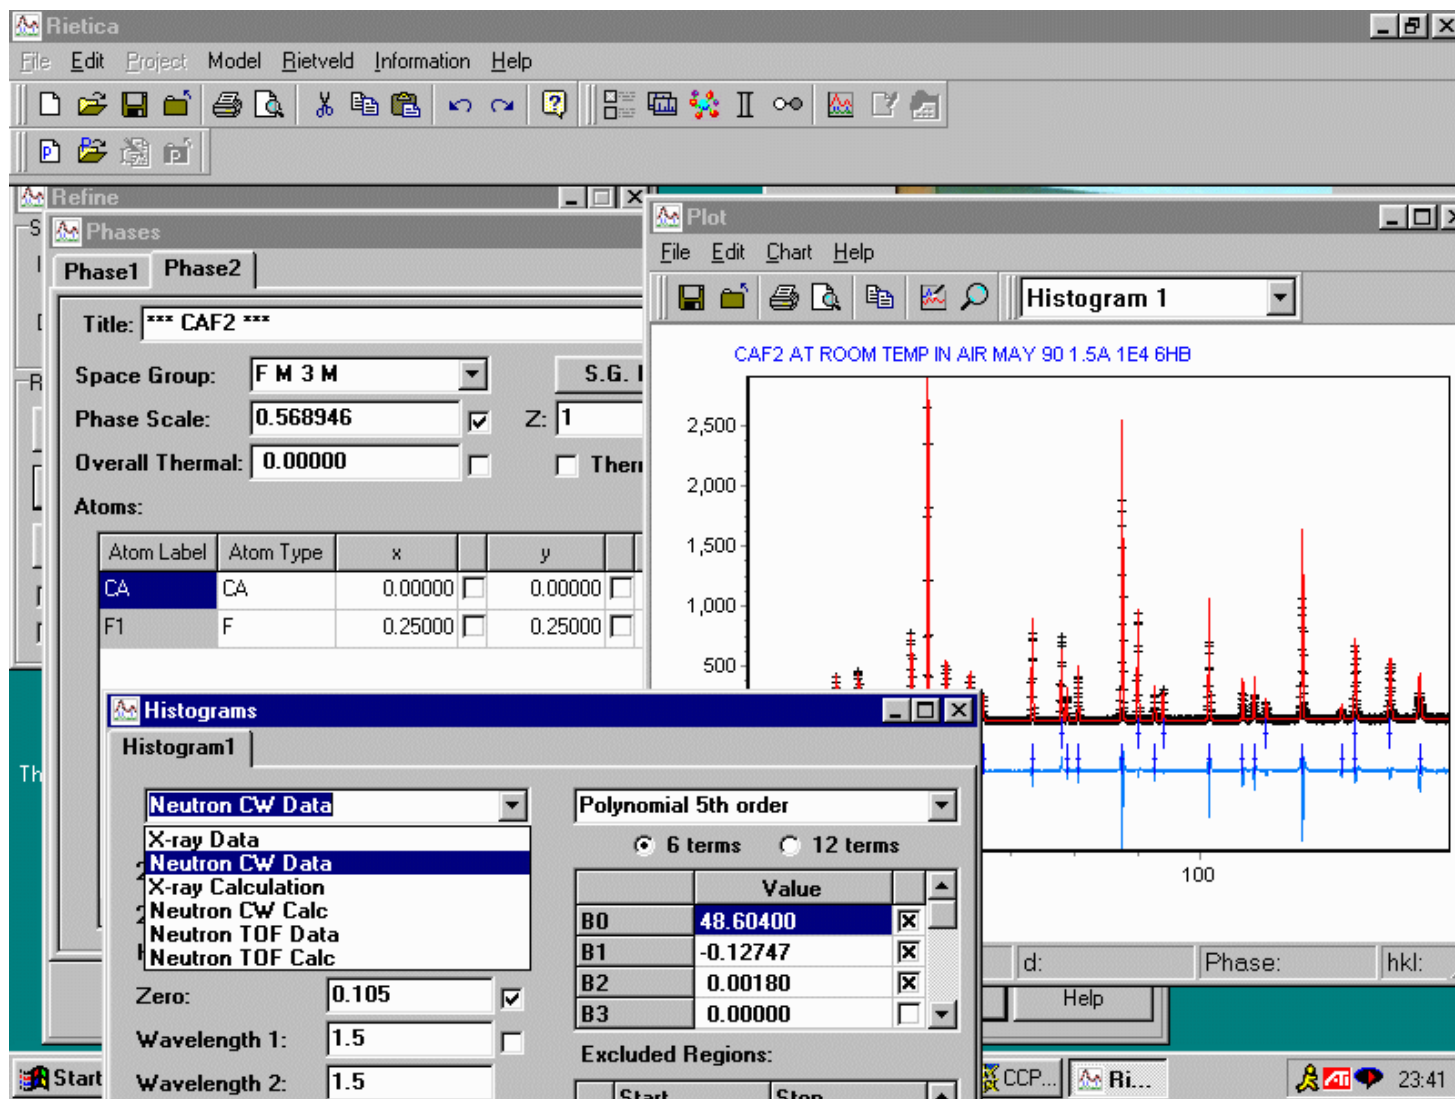 Rietica
File Edit Project Model Rietveld Information Help
Refine
Phases
Phase1 Phase2
Title: *** CAF2 ***
Space Group: F M 3 M S.G.
Phase Scale: 0.568946 Z: 1
Overall Thermal: 0.00000
Atoms:
Atom Label Atom Type x y
CA CA 0.00000 0.00000
F1 F 0.25000 0.25000
Plot
File Edit Chart Help
Histogram 1
CAF2 AT ROOM TEMP IN AIR MAY 90 1.5A 1E4 6HB
2,500
2,000
1,500
1,000
500
100
d: Phase: hkl:
Help
Histograms
Histogram1
Neutron CW Data
X-ray Data
Neutron CW Data
X-ray Calculation
Neutron CW Calc
Neutron TOF Data
Neutron TOF Calc
Zero: 0.105
Wavelength 1: 1.5
Wavelength 2: 1.5
Polynomial 5th order
6 terms 12 terms
Value
B0 48.60400
B1 -0.12747
B2 0.00180
B3 0.00000
Excluded Regions:
Start Stop
Start CCP... Ri... ATI 23:41